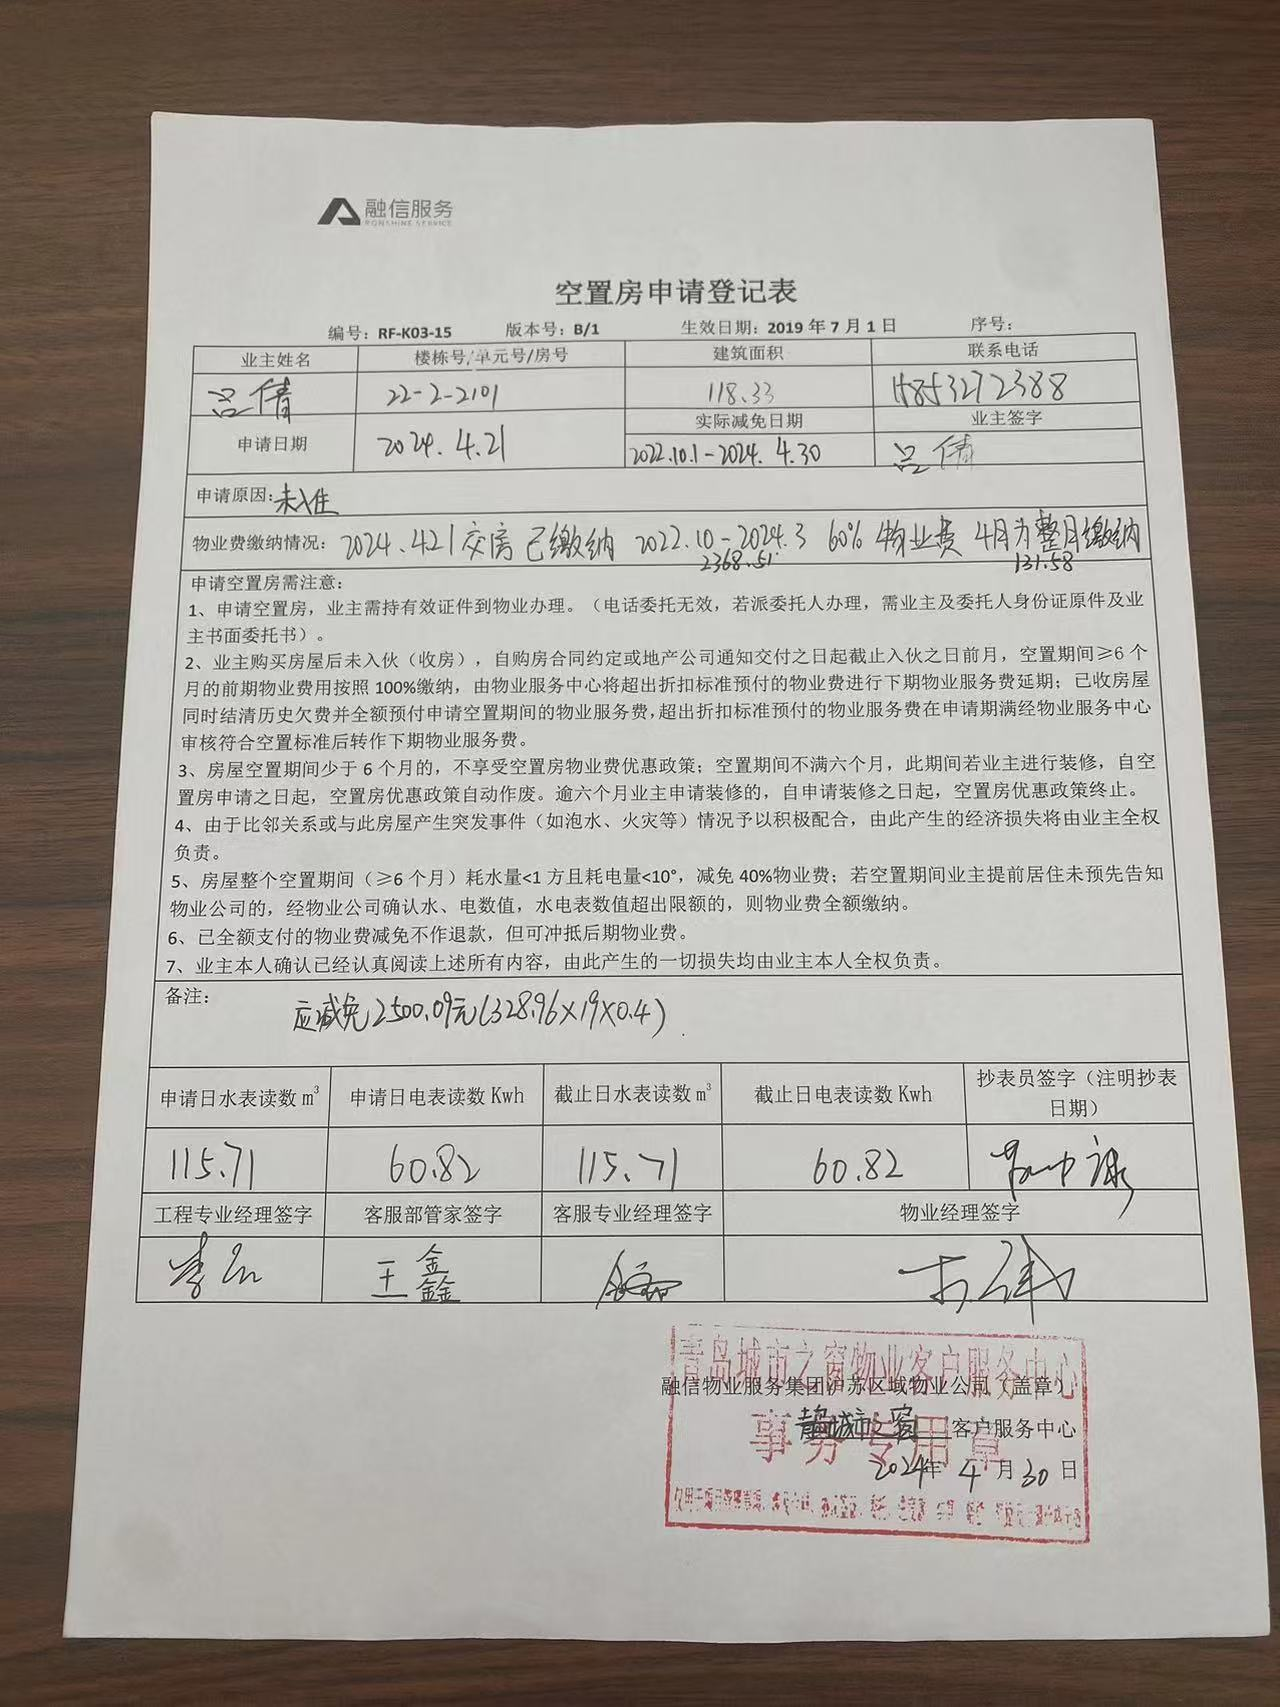 融信服务
RONSHINE SERVICE
空置房申请登记表
编号：RF-K03-15 版本号：B/1 生效日期：2019 年 7 月 1 日 序号：
业主姓名 楼栋号/单元号/房号 建筑面积 联系电话
吕倩 22-2-2101 118.33 15853272388
申请日期 2024.4.21 实际减免日期 业主签字
2022.10.1-2024.4.30 吕倩
申请原因：未入住
物业费缴纳情况：2024.4.21交房 已缴纳 2022.10-2024.3 60% 物业费 4月为整月缴纳
2368.51 131.58
申请空置房需注意：
1、申请空置房，业主需持有效证件到物业办理。（电话委托无效，若派委托人办理，需业主及委托人身份证原件及业
主书面委托书）。
2、业主购买房屋后未入伙（收房），自购房合同约定或地产公司通知交付之日起截止入伙之日前月，空置期间≥6 个
月的前期物业费用按照 100%缴纳，由物业服务中心将超出折扣标准预付的物业费进行下期物业服务费延期；已收房屋
同时结清历史欠费并全额预付申请空置期间的物业服务费，超出折扣标准预付的物业服务费在申请期满经物业服务中心
审核符合空置标准后转作下期物业服务费。
3、房屋空置期间少于 6 个月的，不享受空置房物业费优惠政策；空置期间不满六个月，此期间若业主进行装修，自空
置房申请之日起，空置房优惠政策自动作废。逾六个月业主申请装修的，自申请装修之日起，空置房优惠政策终止。
4、由于比邻关系或与此房屋产生突发事件（如泡水、火灾等）情况予以积极配合，由此产生的经济损失将由业主全权
负责。
5、房屋整个空置期间（≥6 个月）耗水量<1 方且耗电量<10°，减免 40%物业费；若空置期间业主提前居住未预先告知
物业公司的，经物业公司确认水、电数值，水电表数值超出限额的，则物业费全额缴纳。
6、已全额支付的物业费减免不作退款，但可冲抵后期物业费。
7、业主本人确认已经认真阅读上述所有内容，由此产生的一切损失均由业主本人全权负责。
备注：
应减免2500.09元(328.96×19×0.4)
申请日水表读数 m³ 申请日电表读数 Kwh 截止日水表读数 m³ 截止日电表读数 Kwh 抄表员签字（注明抄表
日期）
115.71 60.82 115.71 60.82
工程专业经理签字 客服部管家签字 客服专业经理签字 物业经理签字
王鑫
青岛城市之窗物业客户服务中心
融信物业服务集团沪苏区域物业公司（盖章）
青岛城市之窗 客户服务中心
事务专用章
2024年 4 月 30 日